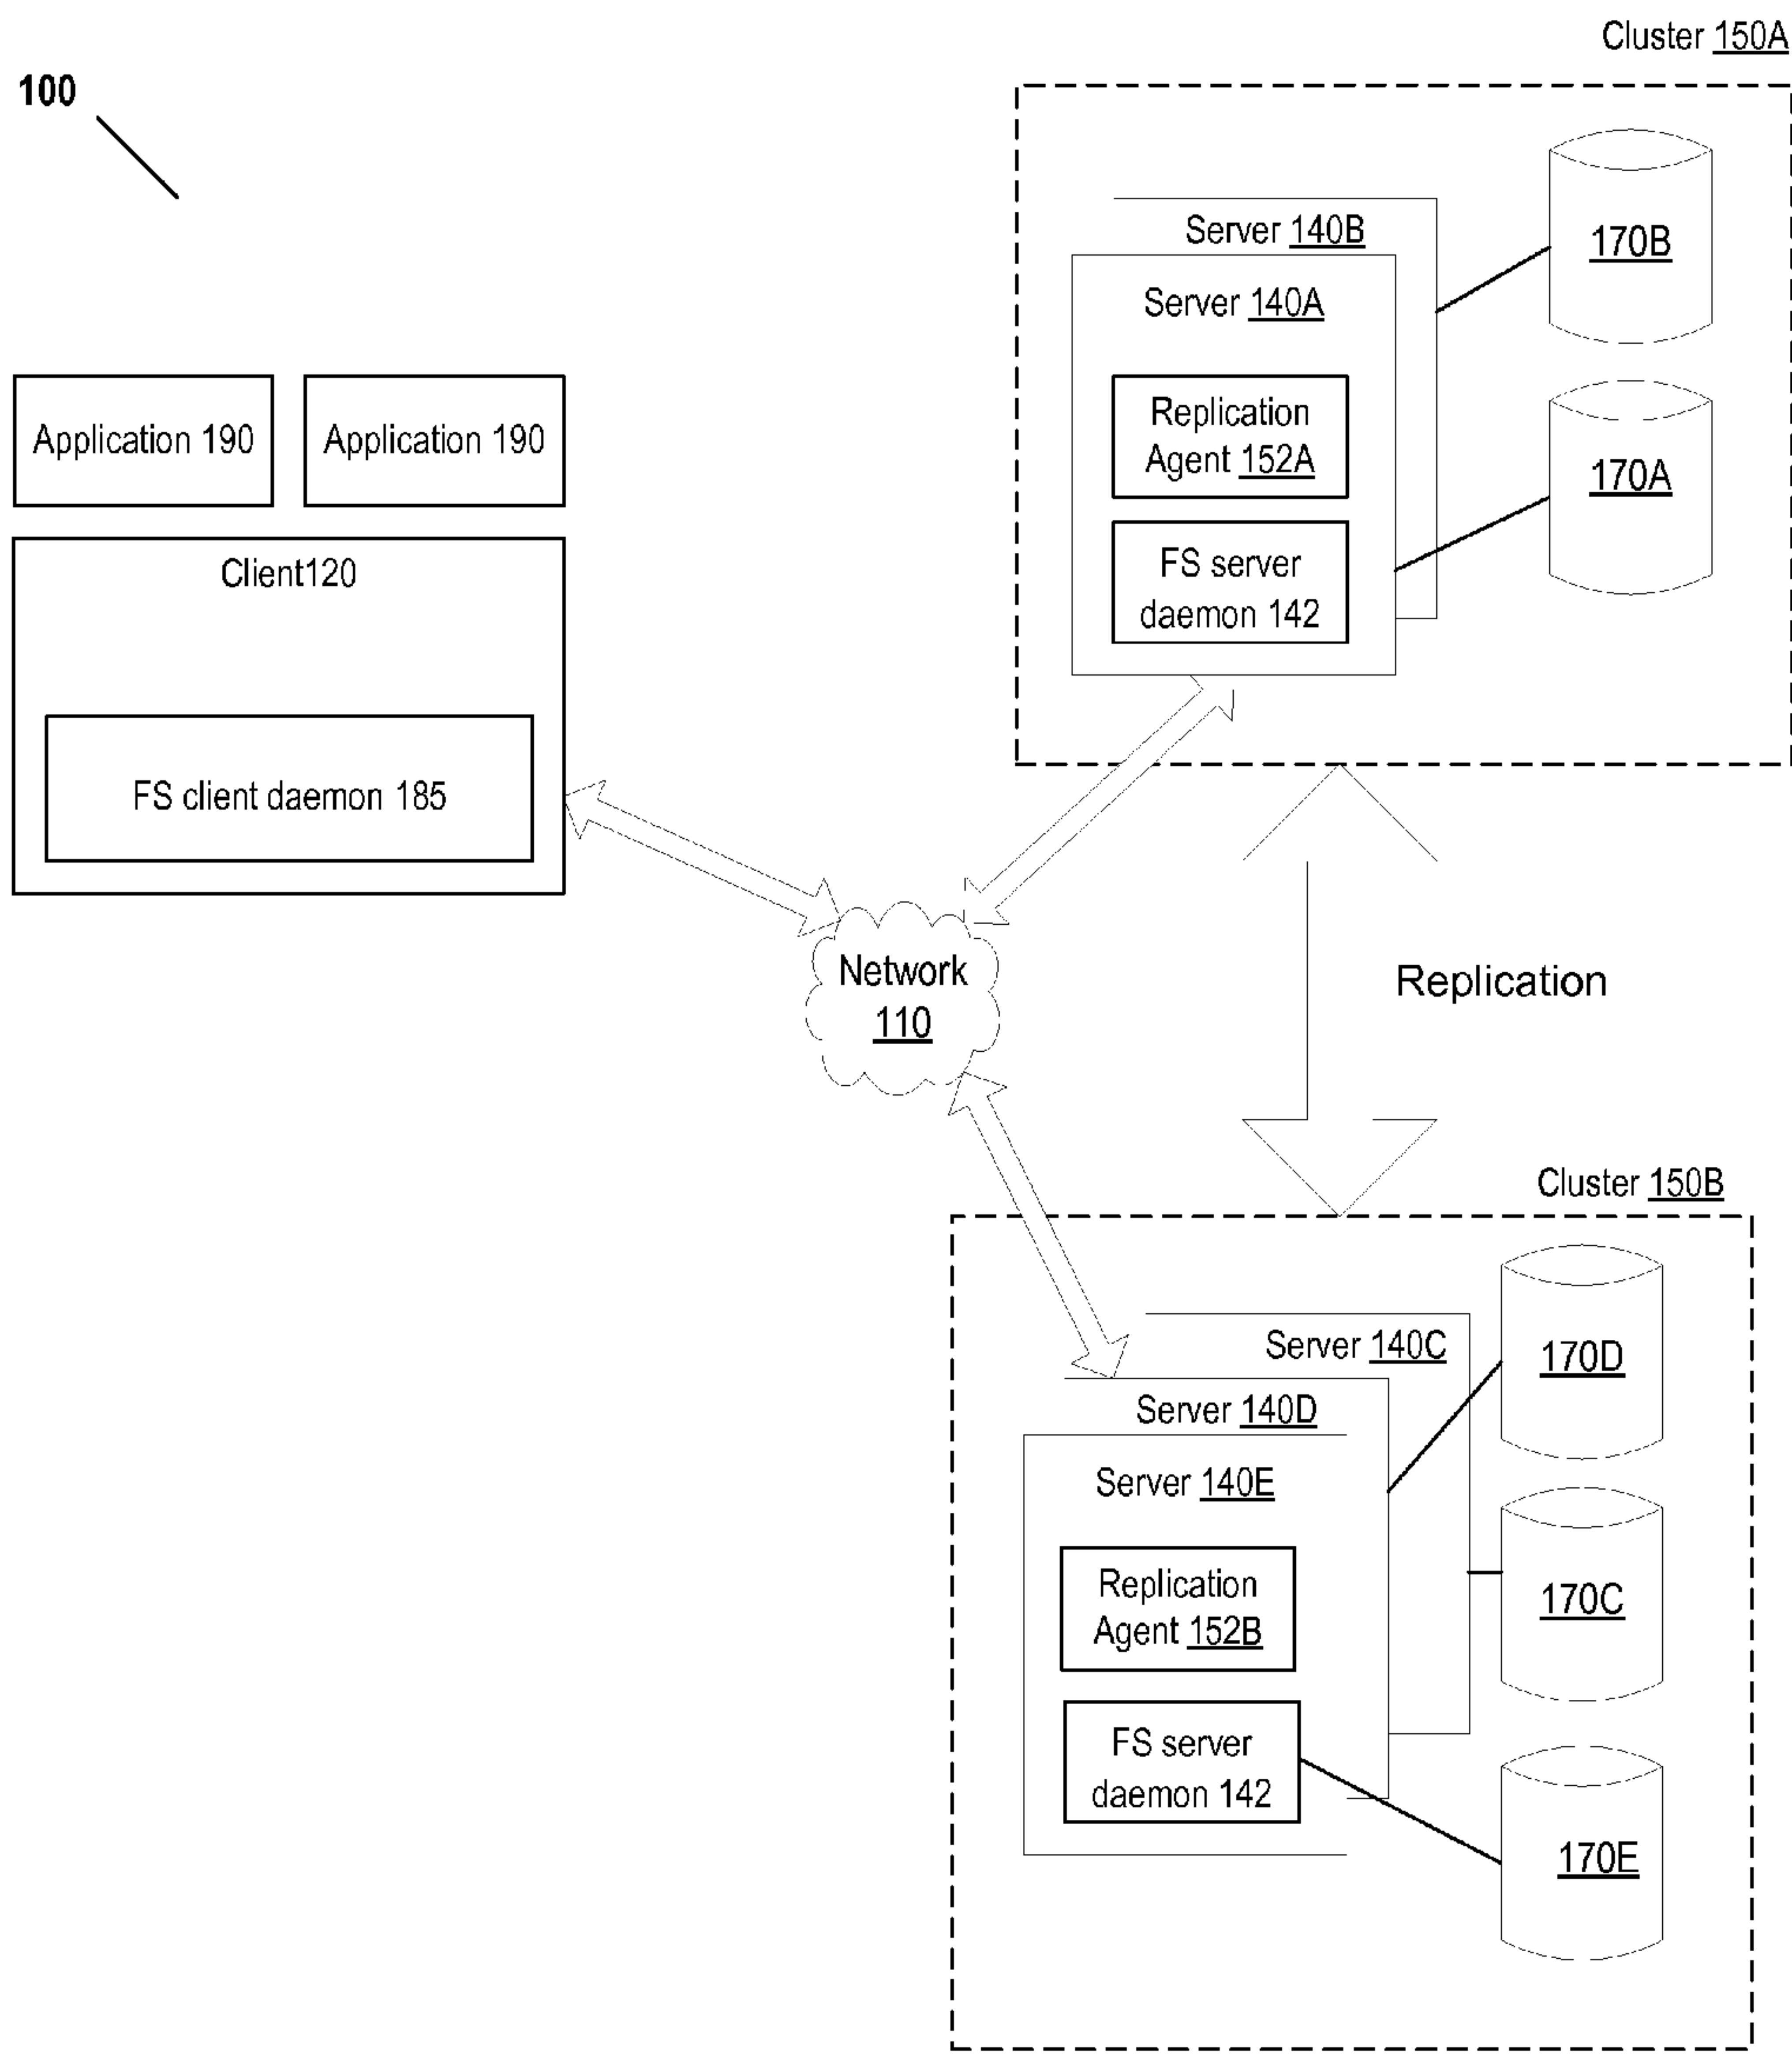 Cluster 150A
100
Server 140B
170B
Server 140A
Replication
Agent 152A
170A
Application 190
Application 190
FS server
daemon 142
Client120
FS client daemon 185
Network
110
Replication
Cluster 150B
Server 140C
170D
Server 140D
Server 140E
Replication
Agent 152B
170C
FS server
daemon 142
170E